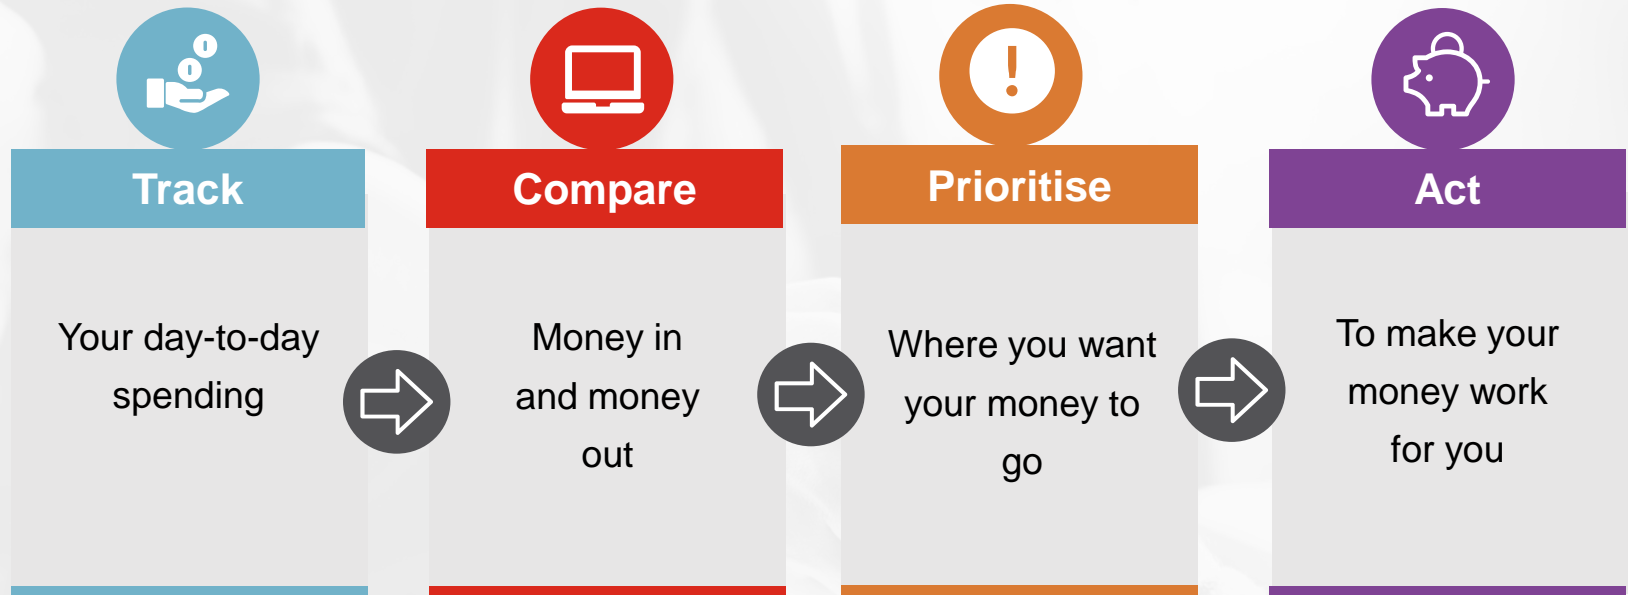 Track
Your day-to-day
spending
Compare
Money in
and money
out
Prioritise
Where you want
your money to
go
Act
To make your
money work
for you